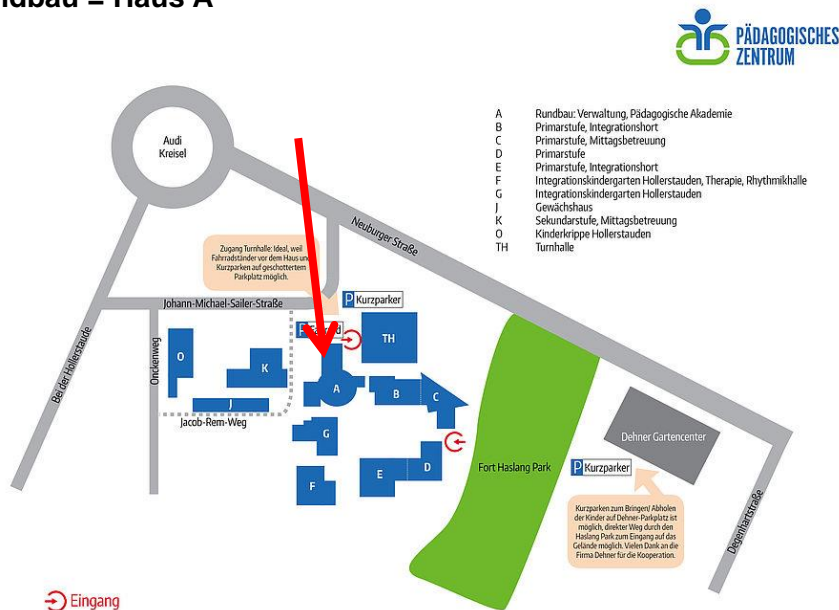 ndbau = Haus A
PÄDAGOGISCHES
ZENTRUM
Audi
Kreisel
A Rundbau: Verwaltung, Pädagogische Akademie
B Primarstufe, Integrationshort
C Primarstufe, Mittagsbetreuung
D Primarstufe
E Primarstufe, Integrationshort
F Integrationskindergarten Hollerstauden, Therapie, Rhythmikhalle
G Integrationskindergarten Hollerstauden
J Gewächshaus
K Sekundarstufe, Mittagsbetreuung
O Kinderkrippe Hollerstauden
TH Turnhalle
Neuburger Straße
Zugang Turnhalle: Ideal, weil
Fahrradständer vor dem Haus und
Kurzparken auf geschottertem
Parkplatz möglich.
P Kurzparker
Johann-Michael-Sailer-Straße
P
TH
O
K
A
B
C
J
Bei der Hollerstaude
Onckenweg
Jacob-Rem-Weg
G
D
E
F
Fort Haslang Park
Dehner Gartencenter
P Kurzparker
Kurzparken zum Bringen/ Abholen
der Kinder auf Dehner-Parkplatz ist
möglich, direkter Weg durch den
Haslang Park zum Eingang auf das
Gelände möglich. Vielen Dank an die
Firma Dehner für die Kooperation.
Degenhartstraße
Eingang